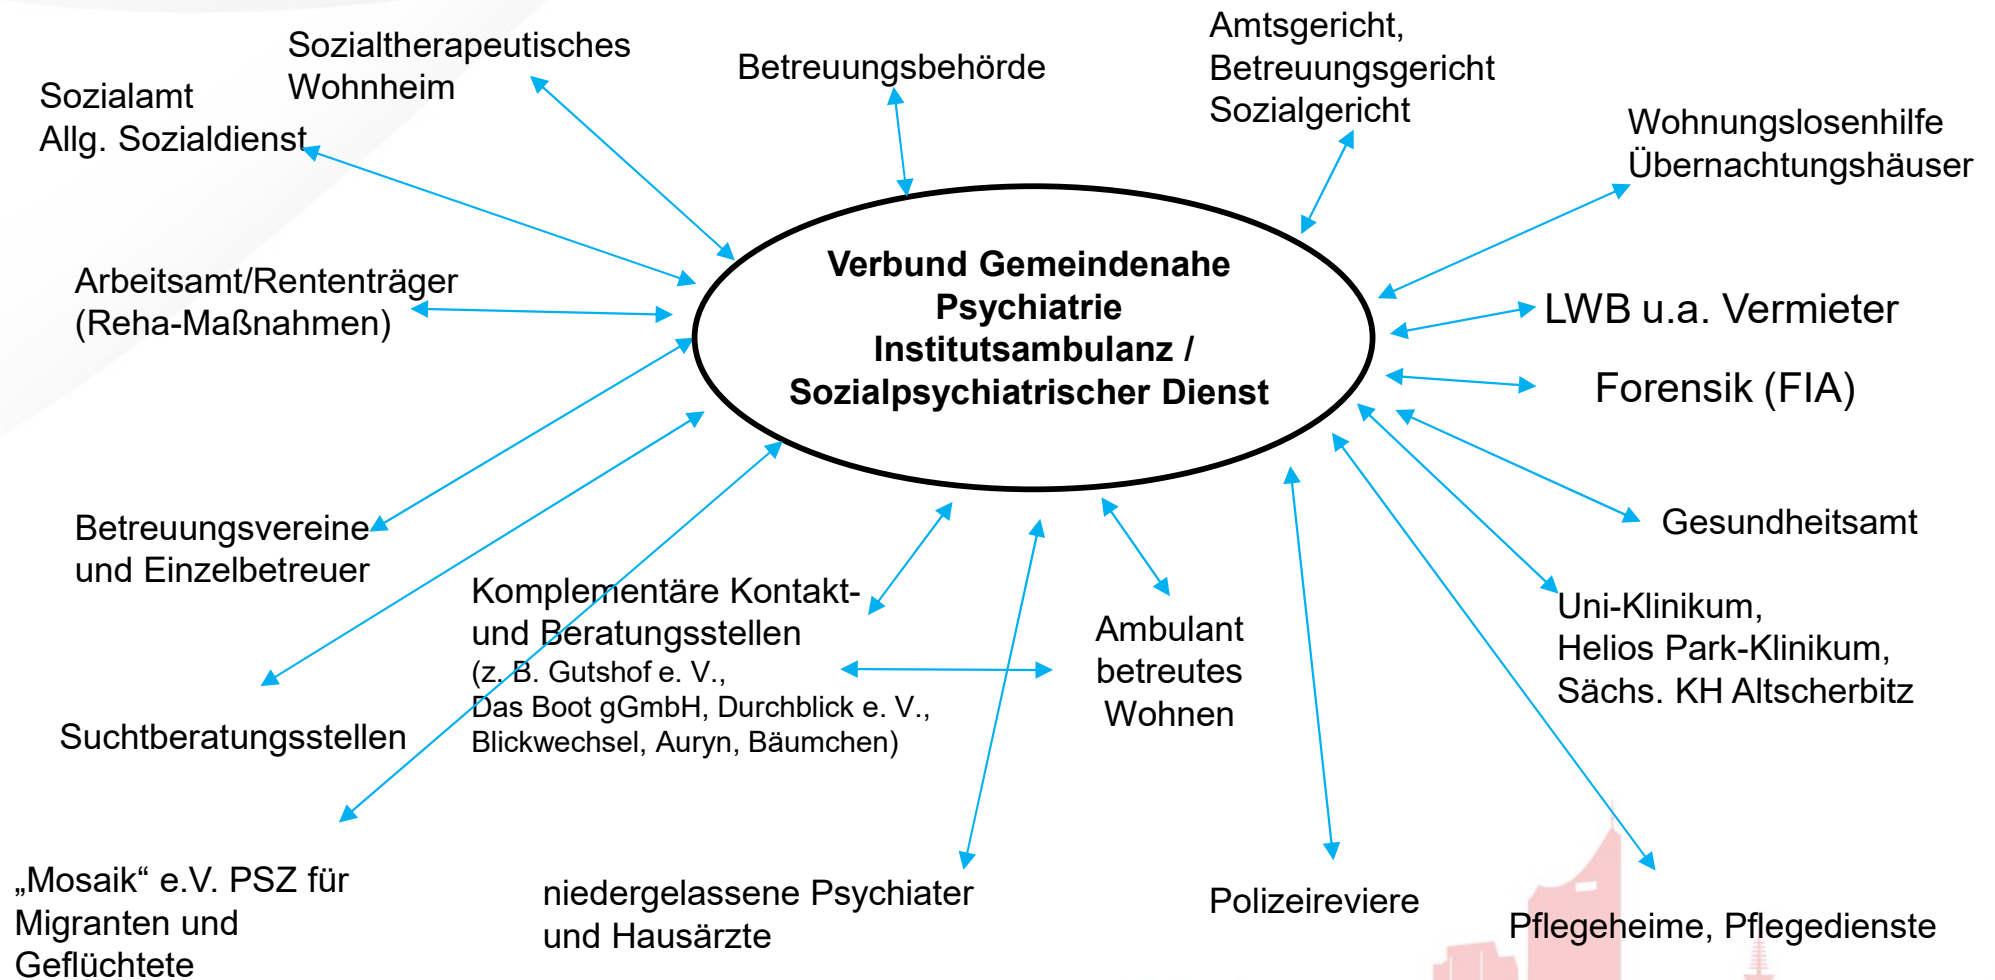 Sozialtherapeutisches
Wohnheim
Betreuungsbehörde
Amtsgericht,
Betreuungsgericht
Sozialgericht
Sozialamt
Allg. Sozialdienst
Wohnungslosenhilfe
Übernachtungshäuser
Arbeitsamt/Rententräger
(Reha-Maßnahmen)
Verbund Gemeindenahe
Psychiatrie
Institutsambulanz /
Sozialpsychiatrischer Dienst
LWB u.a. Vermieter
Forensik (FIA)
Betreuungsvereine
und Einzelbetreuer
Gesundheitsamt
Komplementäre Kontakt-
und Beratungsstellen
(z. B. Gutshof e. V.,
Das Boot gGmbH, Durchblick e. V.,
Blickwechsel, Auryn, Bäumchen)
Ambulant
betreutes
Wohnen
Uni-Klinikum,
Helios Park-Klinikum,
Sächs. KH Altscherbitz
Suchtberatungsstellen
„Mosaik“ e.V. PSZ für
Migranten und
Geflüchtete
niedergelassene Psychiater
und Hausärzte
Polizeireviere
Pflegeheime, Pflegedienste